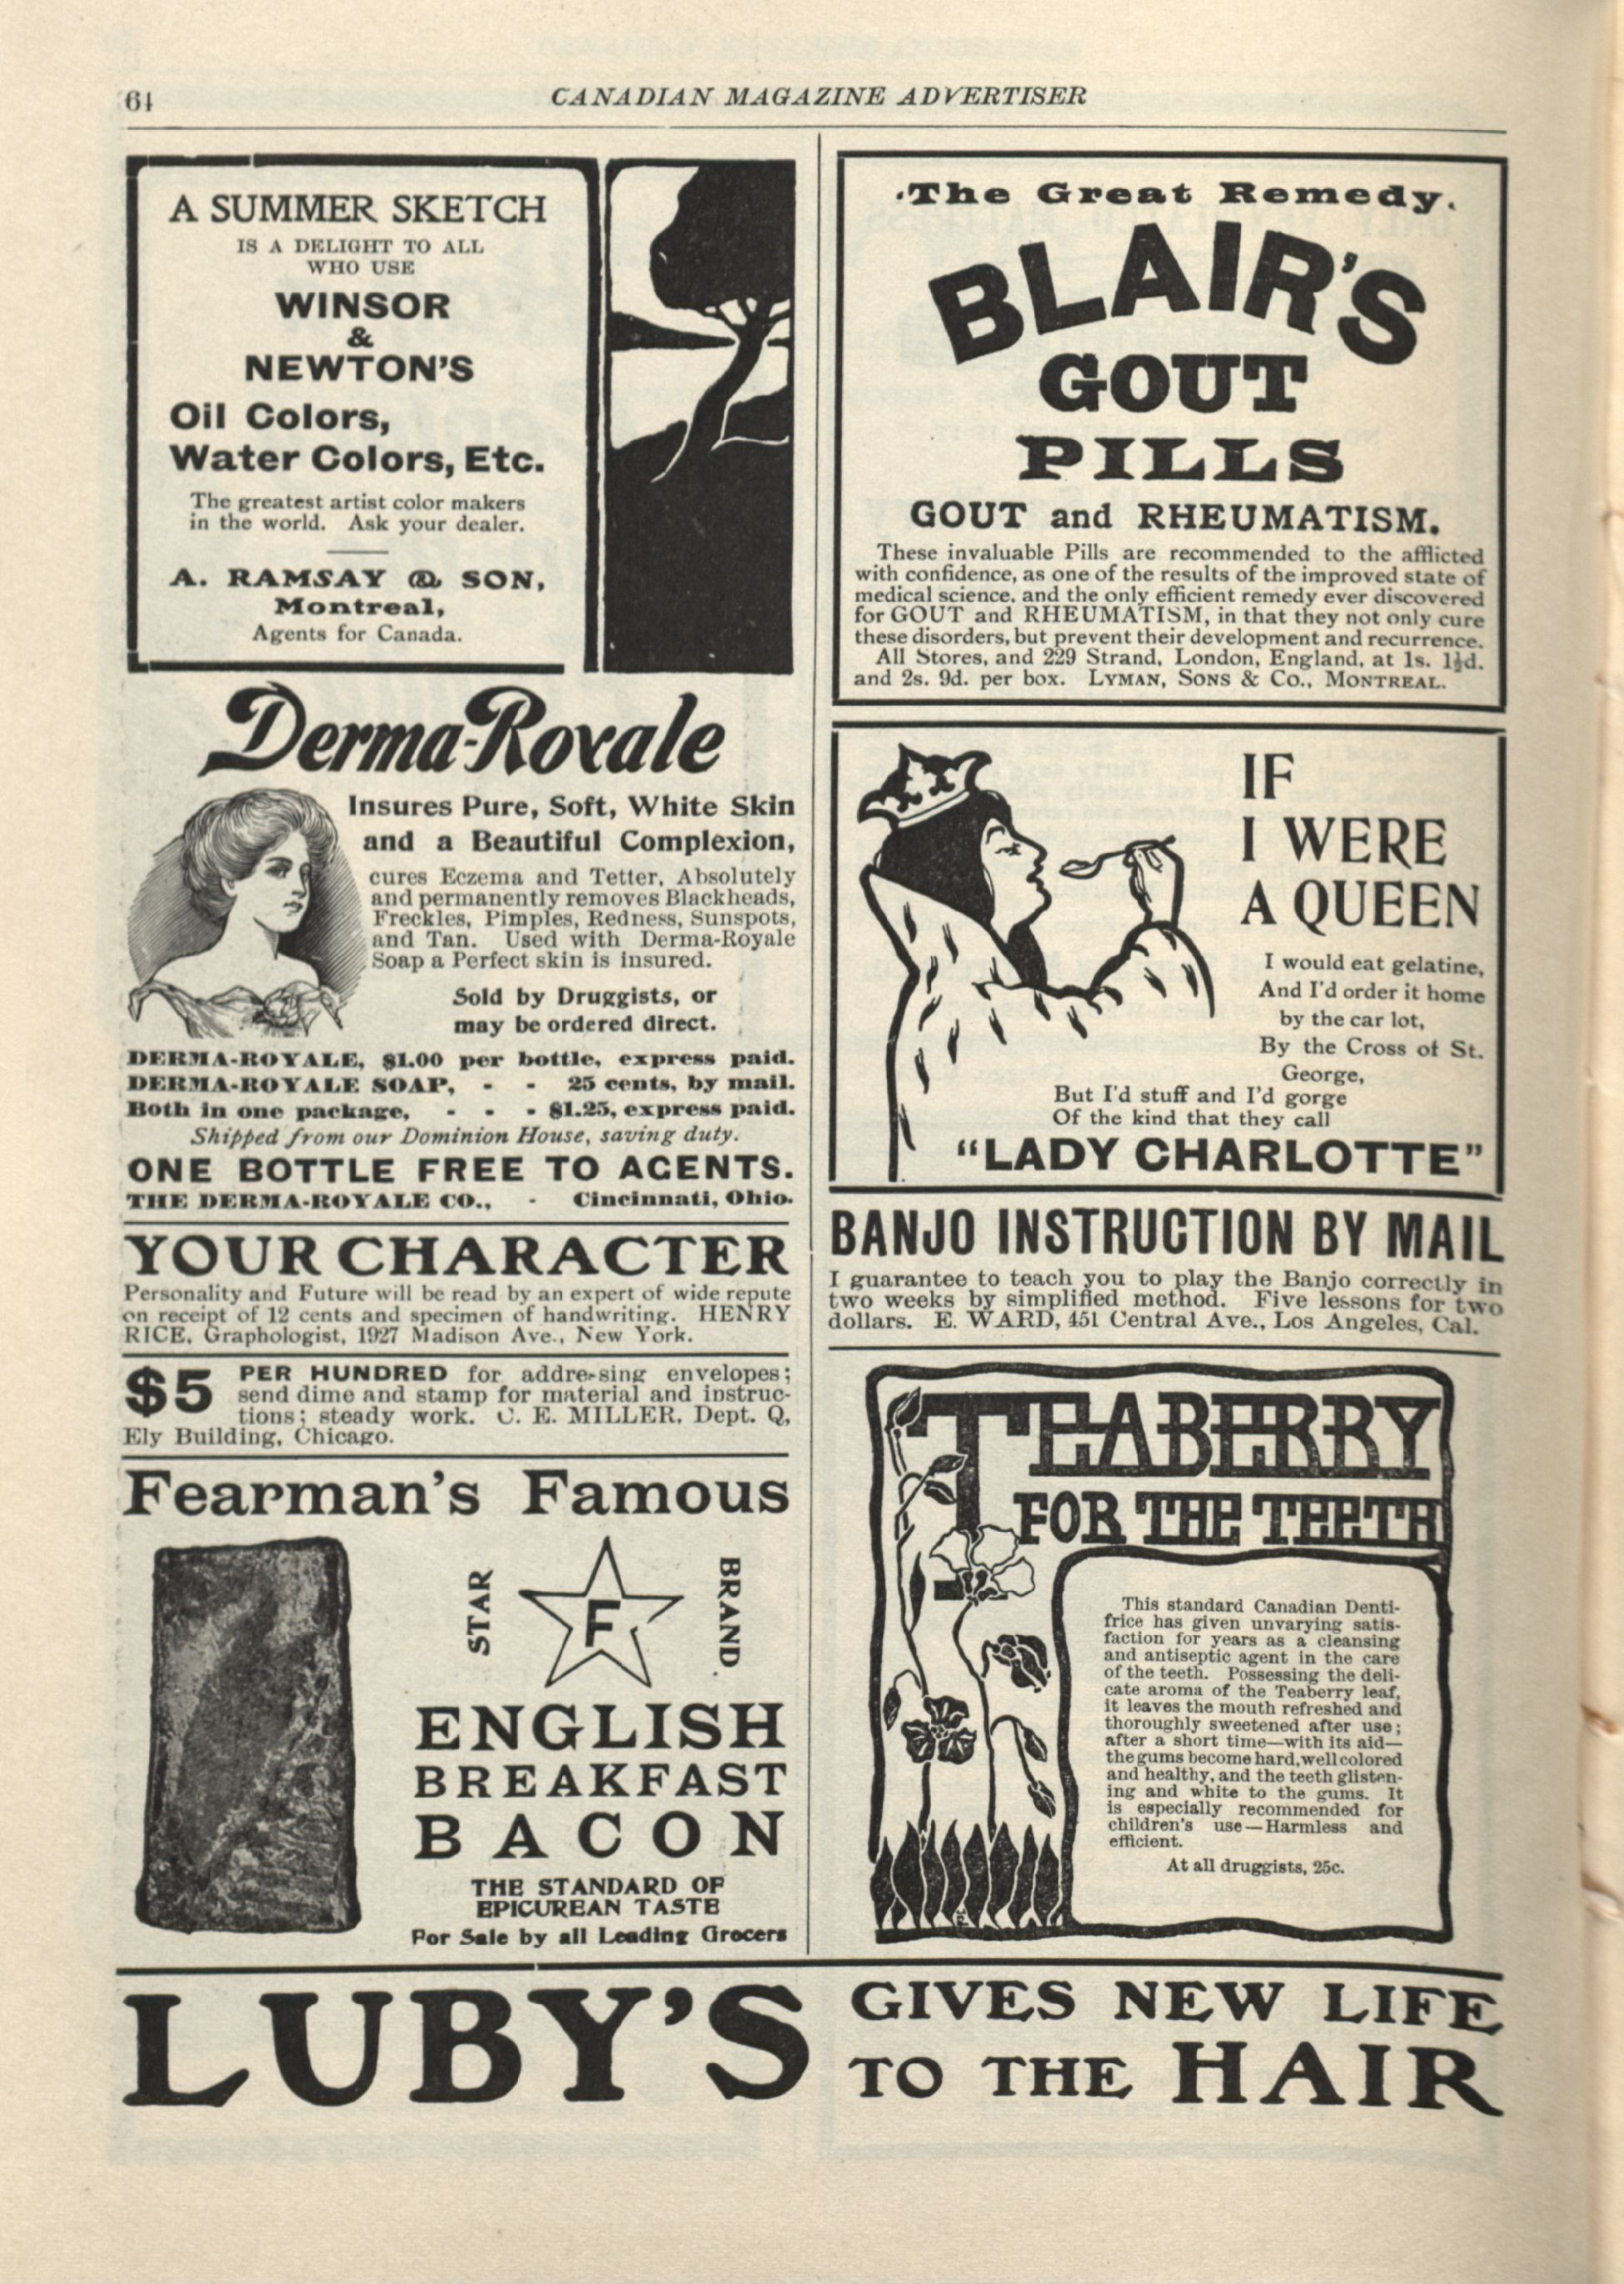 64
CANADIAN MAGAZINE ADVERTISER
A SUMMER SKETCH
IS A DELIGHT TO ALL
WHO USE
WINSOR
&
NEWTON'S
Oil Colors,
Water Colors, Etc.
The greatest artist color makers
in the world. Ask your dealer.
A. RAMSAY & SON,
Montreal,
Agents for Canada.
Derma-Royale
Insures Pure, Soft, White Skin
and a Beautiful Complexion,
cures Eczema and Tetter, Absolutely
and permanently removes Blackheads,
Freckles, Pimples, Redness, Sunspots,
and Tan. Used with Derma-Royale
Soap a Perfect skin is insured.
Sold by Druggists, or
may be ordered direct.
DERMA-ROYALE, $1.00 per bottle, express paid.
DERMA-ROYALE SOAP, - - 25 cents, by mail.
Both in one package, - - - $1.25, express paid.
Shipped from our Dominion House, saving duty.
ONE BOTTLE FREE TO AGENTS.
THE DERMA-ROYALE CO., - Cincinnati, Ohio.
YOUR CHARACTER
Personality and Future will be read by an expert of wide repute
on receipt of 12 cents and specimen of handwriting. HENRY
RICE, Graphologist, 1927 Madison Ave., New York.
$5 PER HUNDRED for addressing envelopes;
send dime and stamp for material and instruc-
tions; steady work. C. E. MILLER, Dept. Q,
Ely Building, Chicago.
Fearman's Famous
STAR
F
BRAND.
ENGLISH
BREAKFAST
BACON
THE STANDARD OF
EPICUREAN TASTE
For Sale by all Leading Grocers
The Great Remedy.
BLAIR'S
GOUT
PILLS
GOUT and RHEUMATISM.
These invaluable Pills are recommended to the afflicted
with confidence, as one of the results of the improved state of
medical science, and the only efficient remedy ever discovered
for GOUT and RHEUMATISM, in that they not only cure
these disorders, but prevent their development and recurrence.
All Stores, and 229 Strand, London, England, at 1s. 1½d.
and 2s. 9d. per box. LYMAN, SONS & CO., MONTREAL.
IF
I WERE
A QUEEN
I would eat gelatine,
And I'd order it home
by the car lot,
By the Cross of St.
George,
But I'd stuff and I'd gorge
Of the kind that they call
"LADY CHARLOTTE"
BANJO INSTRUCTION BY MAIL
I guarantee to teach you to play the Banjo correctly in
two weeks by simplified method. Five lessons for two
dollars. E. WARD, 451 Central Ave., Los Angeles, Cal.
TEABERRY
FOR THE TEETH
This standard Canadian Denti-
frice has given unvarying satis-
faction for years as a cleansing
and antiseptic agent in the care
of the teeth. Possessing the deli-
cate aroma of the Teaberry leaf,
it leaves the mouth refreshed and
thoroughly sweetened after use;
after a short time—with its aid—
the gums become hard, well colored
and healthy, and the teeth glisten-
ing and white to the gums. It
is especially recommended for
children's use—Harmless and
efficient.
At all druggists, 25c.
LUBY'S GIVES NEW LIFE
TO THE HAIR